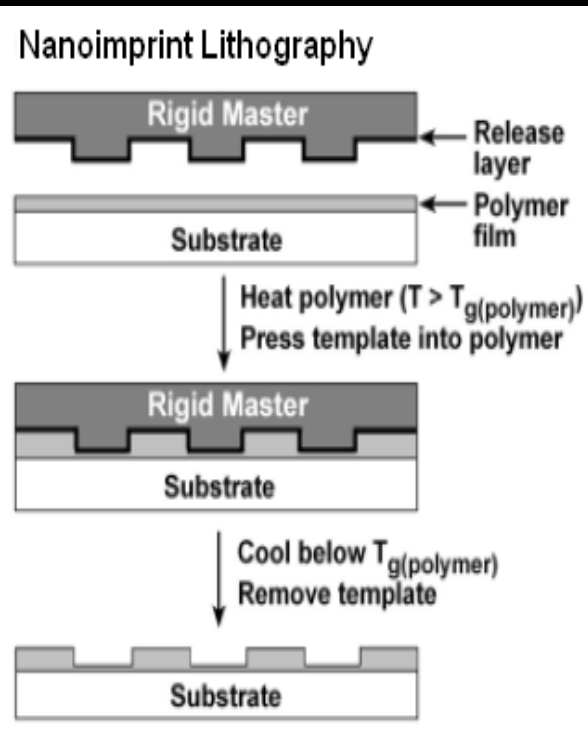 Nanoimprint Lithography
Rigid Master
Release
layer
Polymer
film
Substrate
Heat polymer (T > Tg(polymer))
Press template into polymer
Rigid Master
Substrate
Cool below Tg(polymer)
Remove template
Substrate